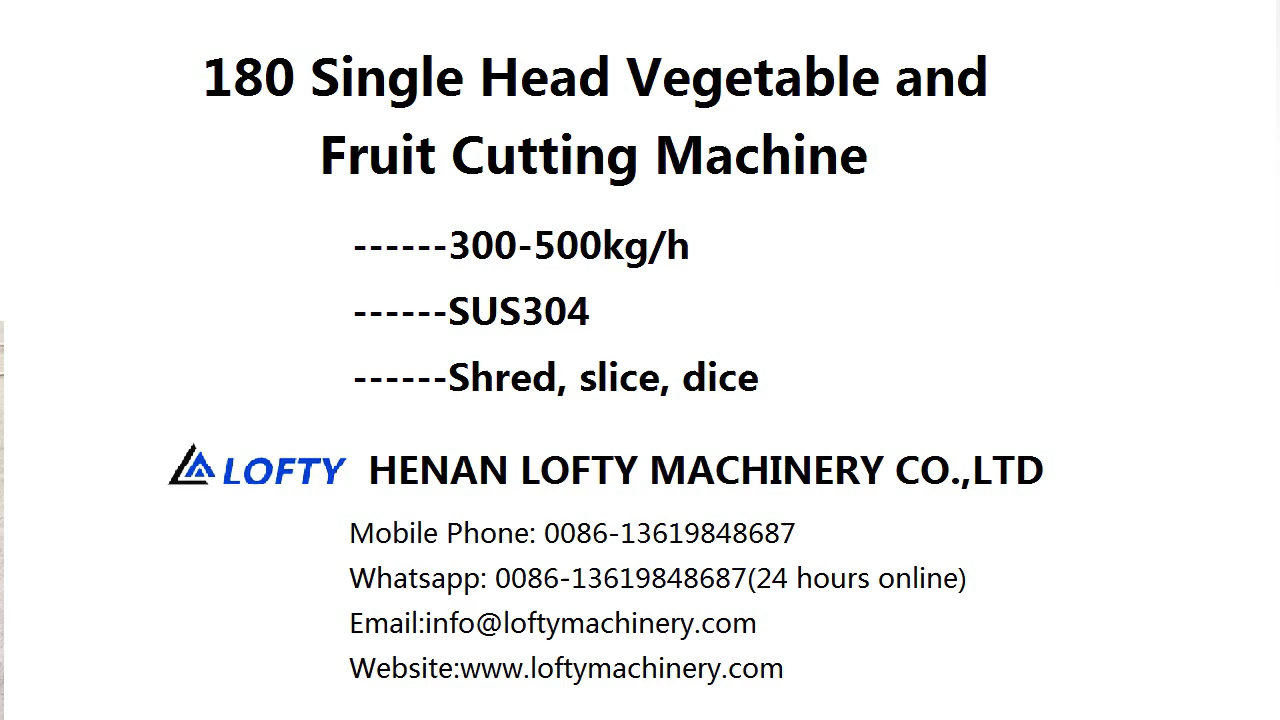 180 Single Head Vegetable and
Fruit Cutting Machine
------300-500kg/h
------SUS304
------Shred, slice, dice
LOFTY HENAN LOFTY MACHINERY CO.,LTD
Mobile Phone: 0086-13619848687
Whatsapp: 0086-13619848687(24 hours online)
Email:info@loftymachinery.com
Website:www.loftymachinery.com